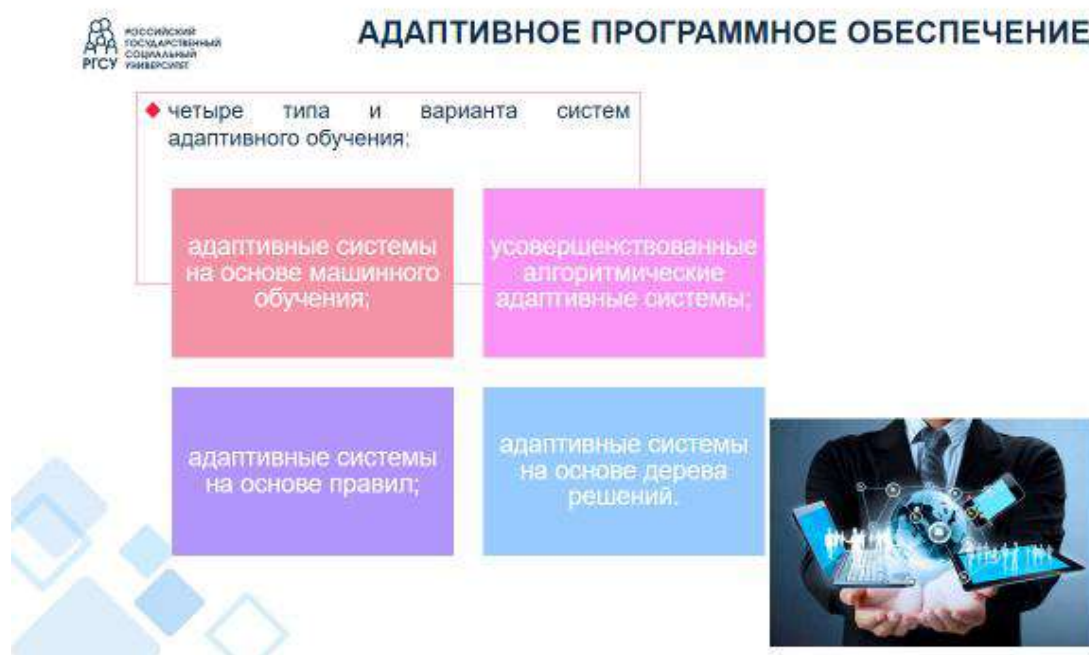 РОССИЙСКИЙ
ГОСУДАРСТВЕННЫЙ
СОЦИАЛЬНЫЙ
УНИВЕРСИТЕТ
РГСУ
АДАПТИВНОЕ ПРОГРАММНОЕ ОБЕСПЕЧЕНИЕ
четыре типа и варианта систем
адаптивного обучения:
адаптивные системы
на основе машинного
обучения;
усовершенствованные
алгоритмические
адаптивные системы;
адаптивные системы
на основе правил;
адаптивные системы
на основе дерева
решений.